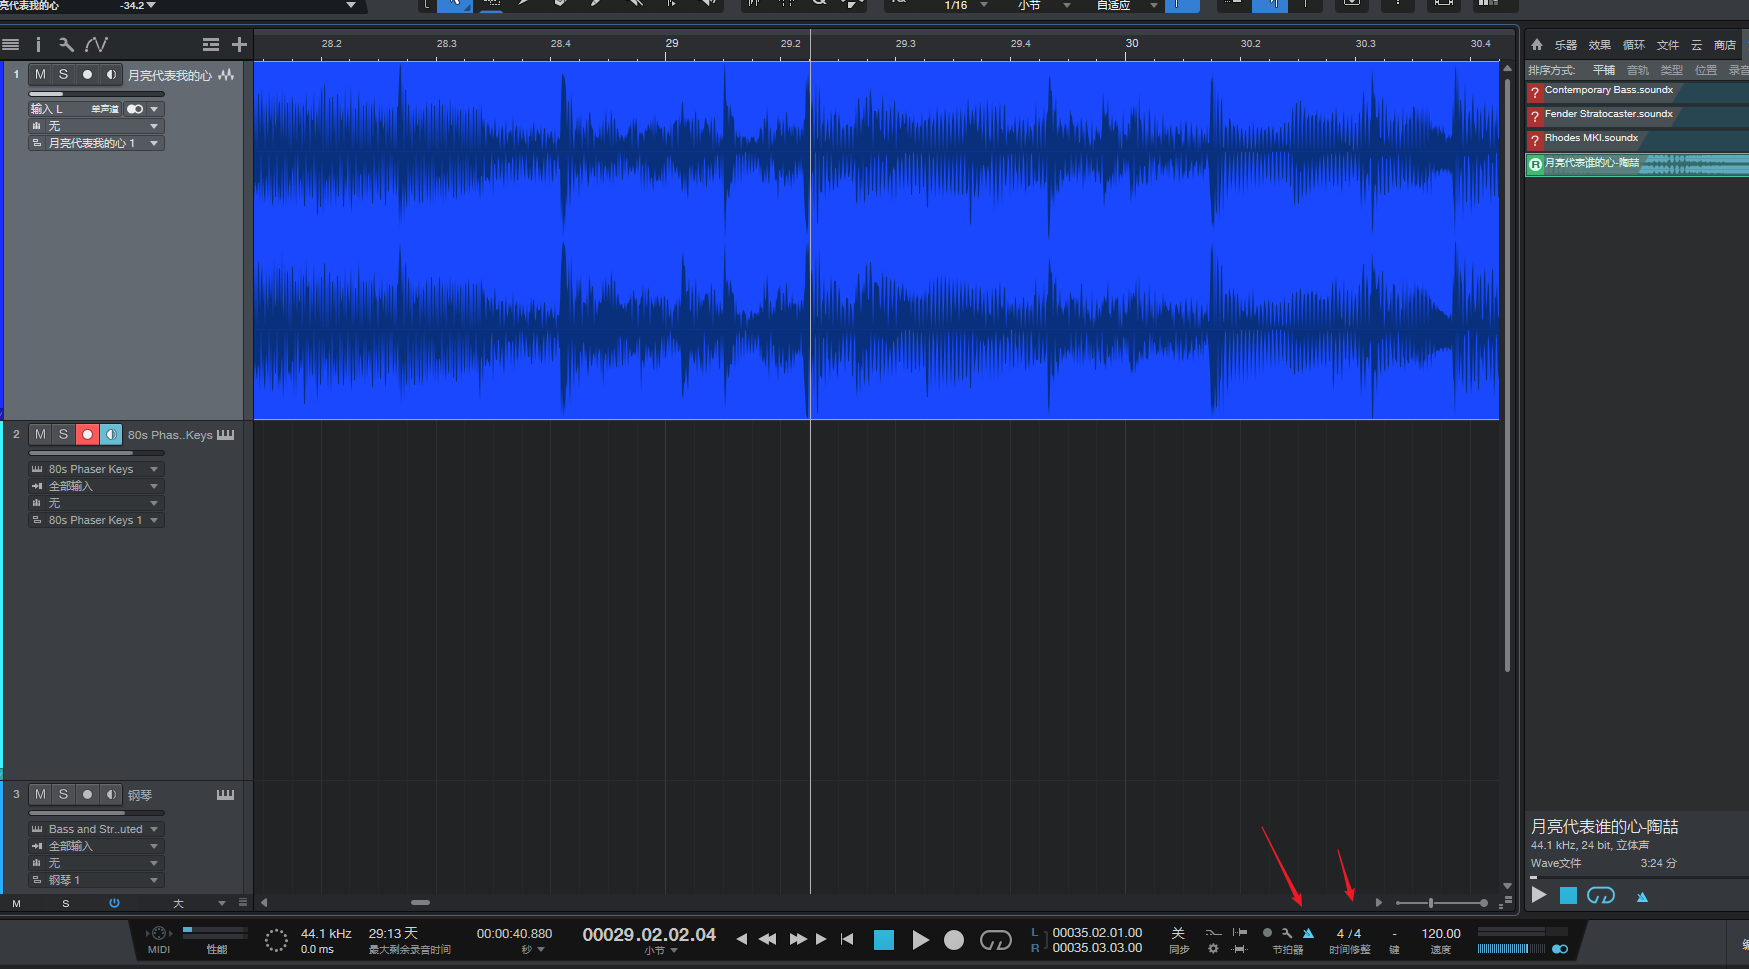 月亮代表我的心 -34.2
1/16 小节 自适应
28.2 28.3 28.4 29 29.2 29.3 29.4 30 30.2 30.3 30.4
1 M S 月亮代表我的心
输入 L 单声道
无
月亮代表我的心 1
2 M S 80s Phas..Keys
80s Phaser Keys
全部输入
无
80s Phaser Keys 1
3 M S 钢琴
Bass and Str..uted
全部输入
无
钢琴 1
M S 大
乐器 效果 循环 文件 云 商店
排序方式: 平铺 音轨 类型 位置 录音
? Contemporary Bass.soundx
? Fender Stratocaster.soundx
? Rhodes MKI.soundx
R 月亮代表谁的心-陶喆
月亮代表谁的心-陶喆
44.1 kHz, 24 bit, 立体声
Wave文件 3:24 分
MIDI 性能
44.1 kHz
0.0 ms
29:13 天
最大剩余录音时间
00:00:40.880
秒
00029.02.02.04
小节
L 00035.02.01.00
R 00035.03.03.00
关
同步
节拍器
4 / 4
时间修整
-
键
120.00
速度